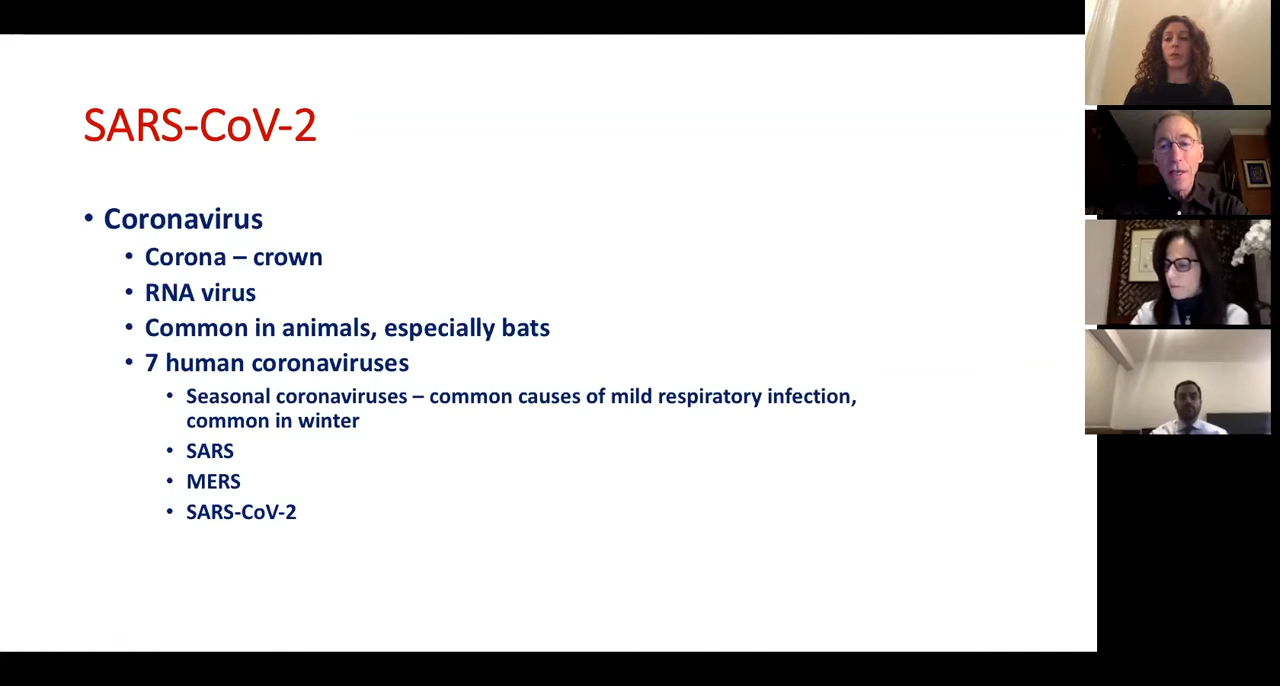 SARS-CoV-2
• Coronavirus
• Corona – crown
• RNA virus
• Common in animals, especially bats
• 7 human coronaviruses
• Seasonal coronaviruses – common causes of mild respiratory infection,
common in winter
• SARS
• MERS
• SARS-CoV-2